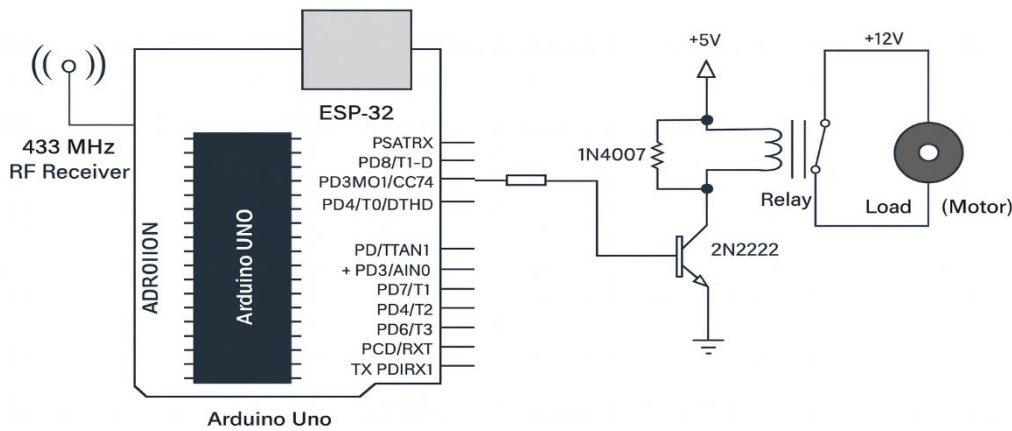 433 MHz
RF Receiver
ESP-32
PSATRX
PD8/T1-D
PD3MO1/CC74
PD4/T0/DTHD
PD/TTAN1
+ PD3/AIN0
PD7/T1
PD4/T2
PD6/T3
PCD/RXT
TX PDIRX1
ADROIION
Arduino UNO
Arduino Uno
+5V
1N4007
2N2222
Relay
+12V
Load (Motor)